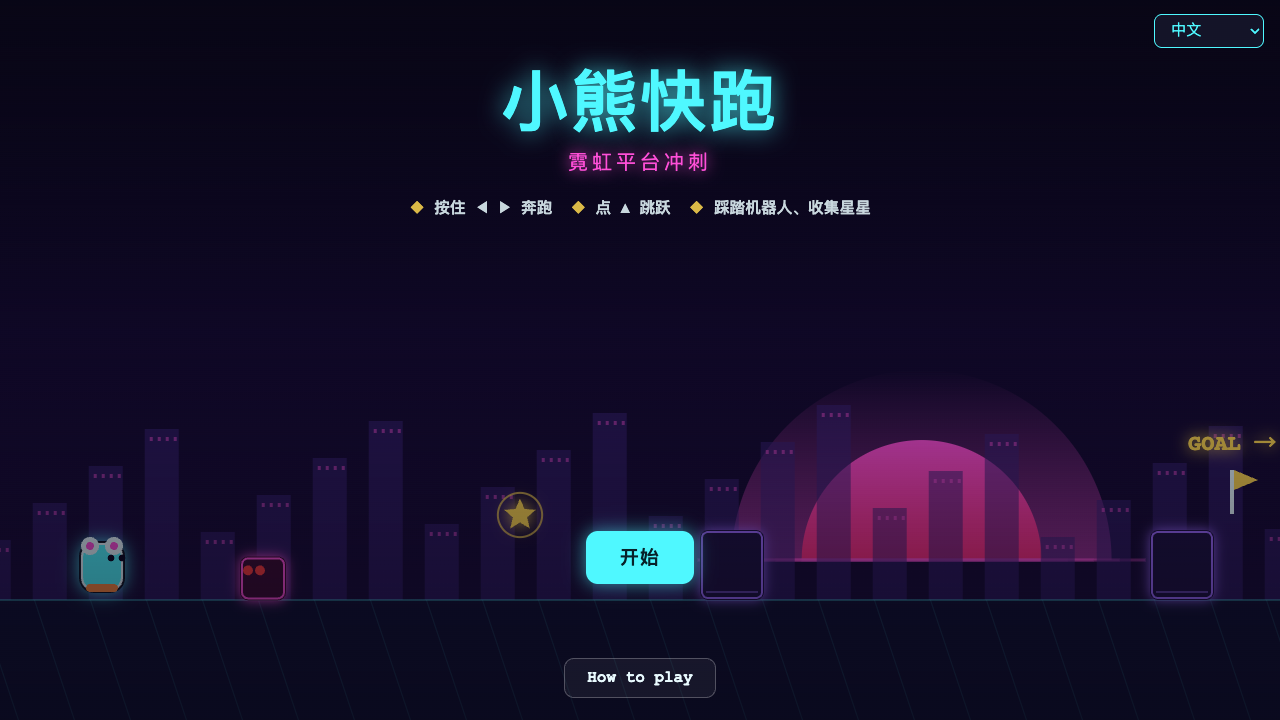 中文
小熊快跑
霓虹平台冲刺
◆ 按住 ◀ ▶ 奔跑 ◆ 点 ▲ 跳跃 ◆ 踩踏机器人、收集星星
GOAL →
开始
How to play